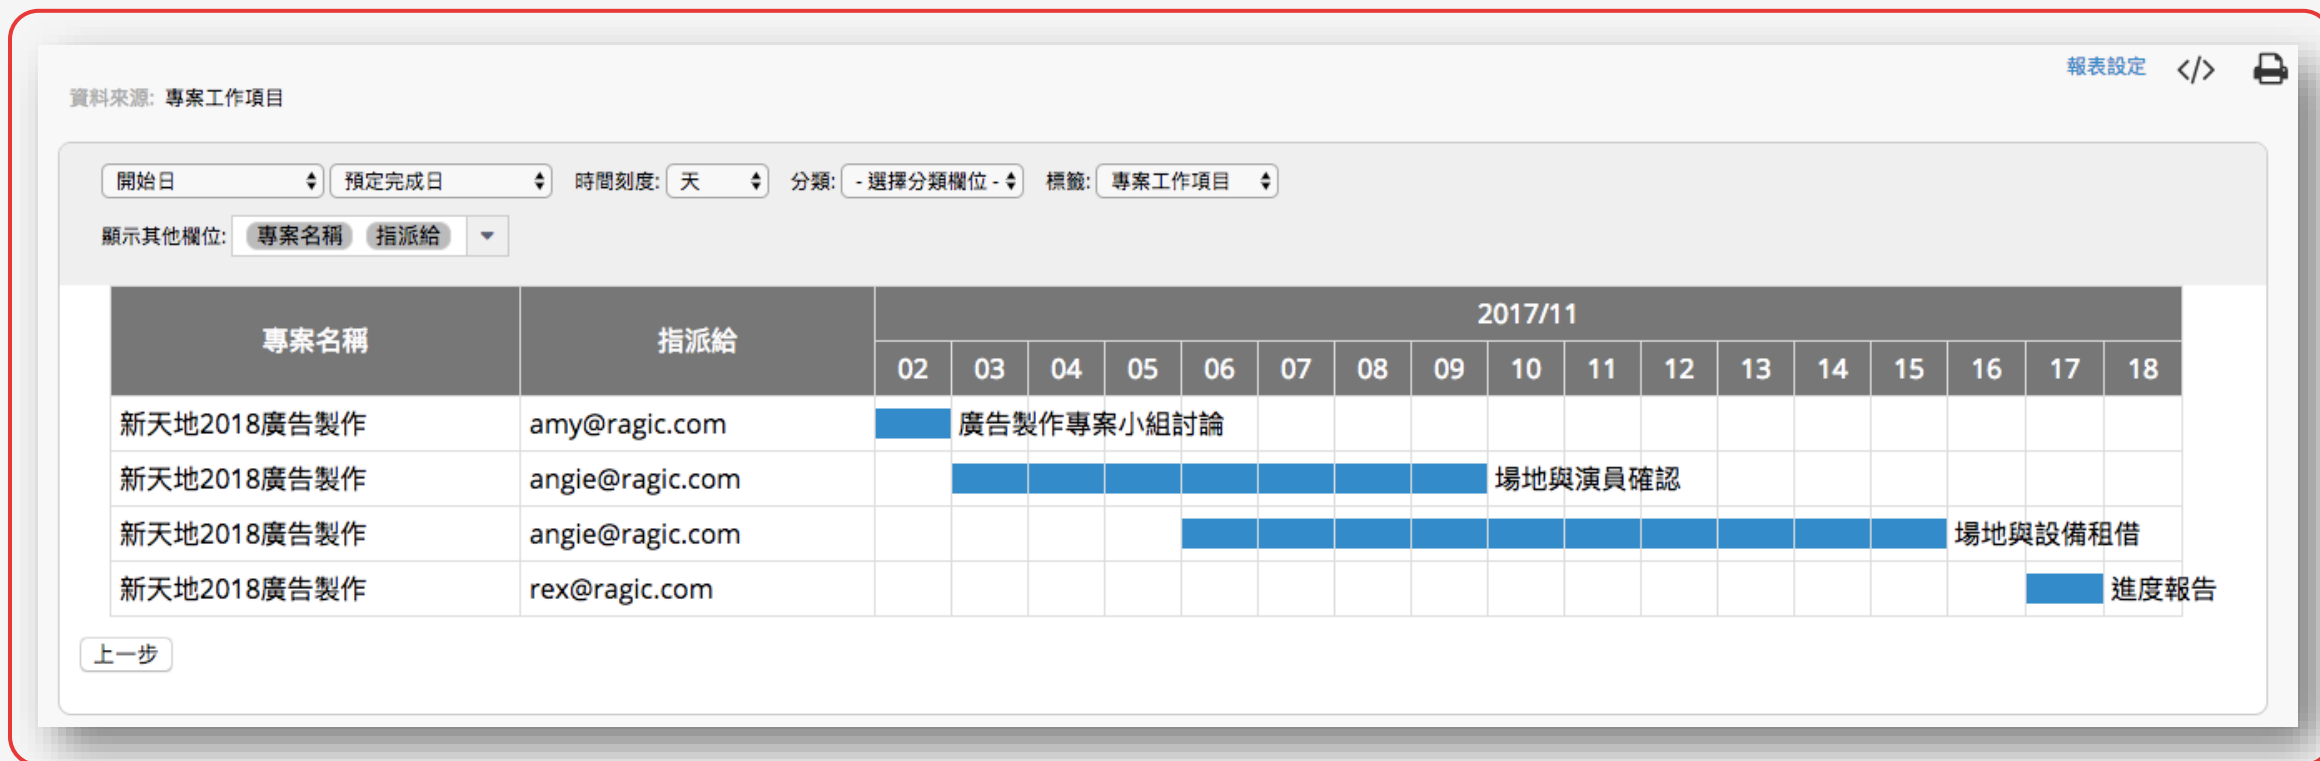 報表設定 </>
資料來源: 專案工作項目
開始日 預定完成日 時間刻度: 天 分類: - 選擇分類欄位 - 標籤: 專案工作項目
顯示其他欄位: 專案名稱 指派給
專案名稱 指派給 2017/11
02 03 04 05 06 07 08 09 10 11 12 13 14 15 16 17 18
新天地2018廣告製作 amy@ragic.com 廣告製作專案小組討論
新天地2018廣告製作 angie@ragic.com 場地與演員確認
新天地2018廣告製作 angie@ragic.com 場地與設備租借
新天地2018廣告製作 rex@ragic.com 進度報告
上一步